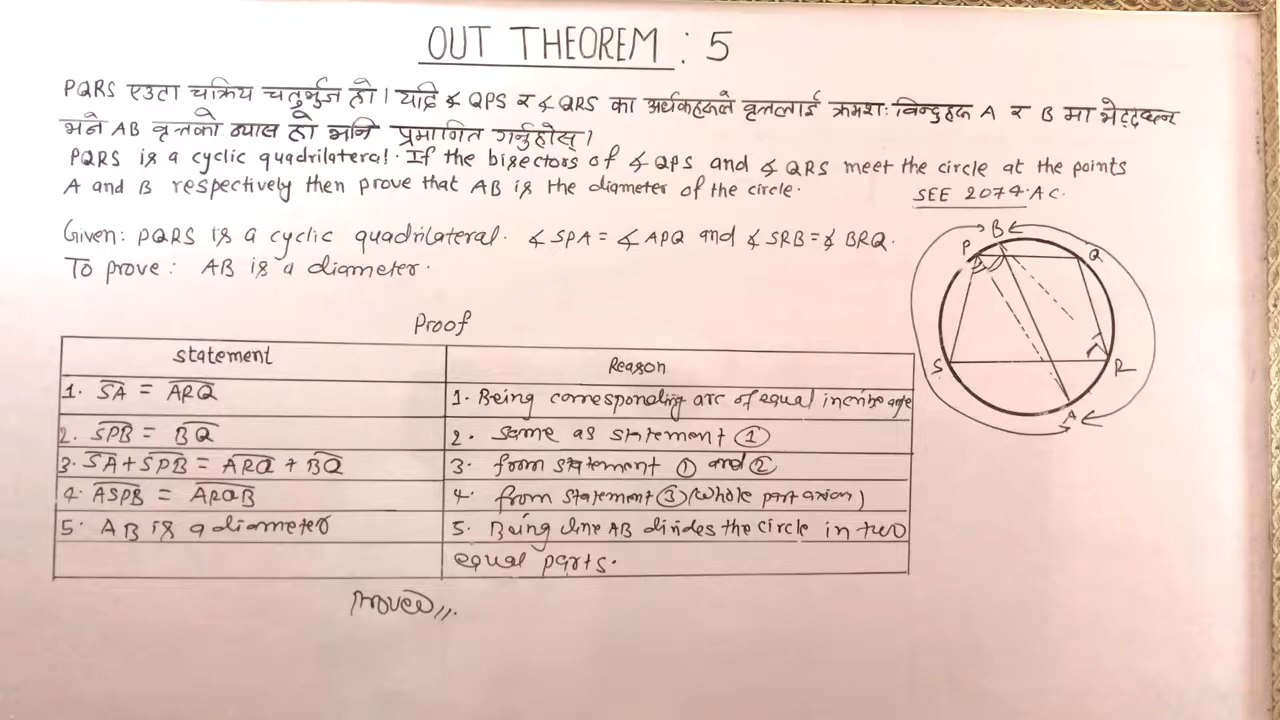 OUT THEOREM : 5
PQRS एउटा चक्रिय चतुर्भुज हो। यदि ∡ QPS र ∡ QRS का अर्धकहरूले वृत्तलाई क्रमशः बिन्दुहरू A र B मा भेट्दछन्
भने AB वृत्तको व्यास हो भनि प्रमाणित गर्नुहोस्।
PQRS is a cyclic quadrilateral. If the bisectors of ∡ QPS and ∡ QRS meet the circle at the points
A and B respectively then prove that AB is the diameter of the circle.
SEE 2074.AC.
Given: PQRS is a cyclic quadrilateral. ∡ SPA = ∡ APQ and ∡ SRB = ∡ BRQ.
To prove: AB is a diameter.
P B Q
S R
A
Proof
statement Reason
1. SA = ARQ 1. Being corresponding arc of equal incribe angle
2. SPB = BQ 2. Same as statement ①
3. SA + SPB = ARQ + BQ 3. from statement ① and ②
4. ASPB = ARQB 4. from statement ③ (whole part axion)
5. AB is a diameter 5. Being line AB divides the circle in two
equal parts.
Proved,,.